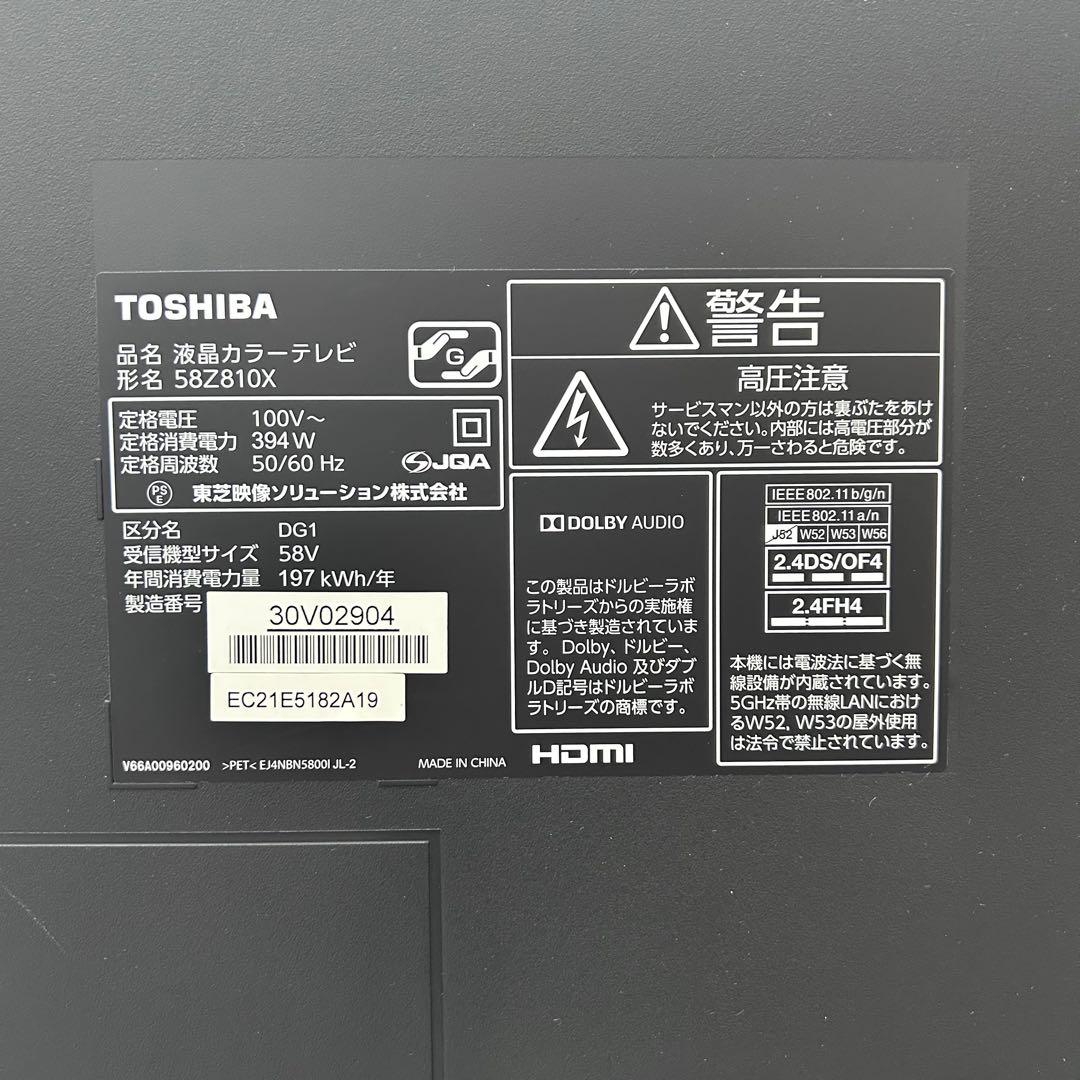 TOSHIBA
品名 液晶カラーテレビ
形名 58Z810X
G
定格電圧 100V～
定格消費電力 394W
定格周波数 50/60 Hz
JQA
PS
E
東芝映像ソリューション株式会社
区分名 DG1
受信機型サイズ 58V
年間消費電力量 197 kWh/年
製造番号
30V02904
EC21E5182A19
V66A00960200 >PET< EJ4NBN5800I JL-2 MADE IN CHINA
警告
高圧注意
サービスマン以外の方は裏ぶたをあけ
ないでください。内部には高電圧部分が
数多くあり、万一さわると危険です。
DOLBY AUDIO
この製品はドルビーラボ
ラトリーズからの実施権
に基づき製造されていま
す。Dolby、ドルビー、
Dolby Audio 及びダブ
ルD記号はドルビーラボ
ラトリーズの商標です。
HDMI
IEEE802.11 b/g/n
IEEE802.11 a/n
J52 W52 W53 W56
2.4DS/OF4
2.4FH4
本機には電波法に基づく無
線設備が内蔵されています。
5GHz帯の無線LANにおけ
るW52, W53の屋外使用
は法令で禁止されています。